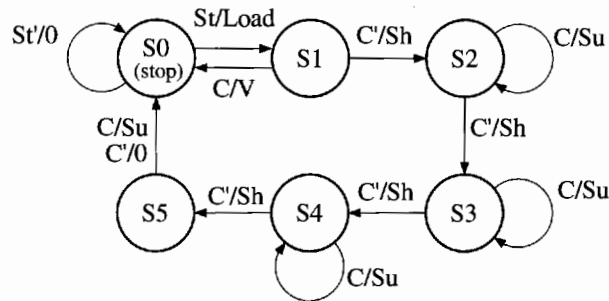 St'/0
S0
(stop)
St/Load
S1
C/V
C'/Sh
S2
C/Su
C'/Sh
C/Su
C'/0
S5
C'/Sh
S4
C'/Sh
S3
C/Su
C/Su